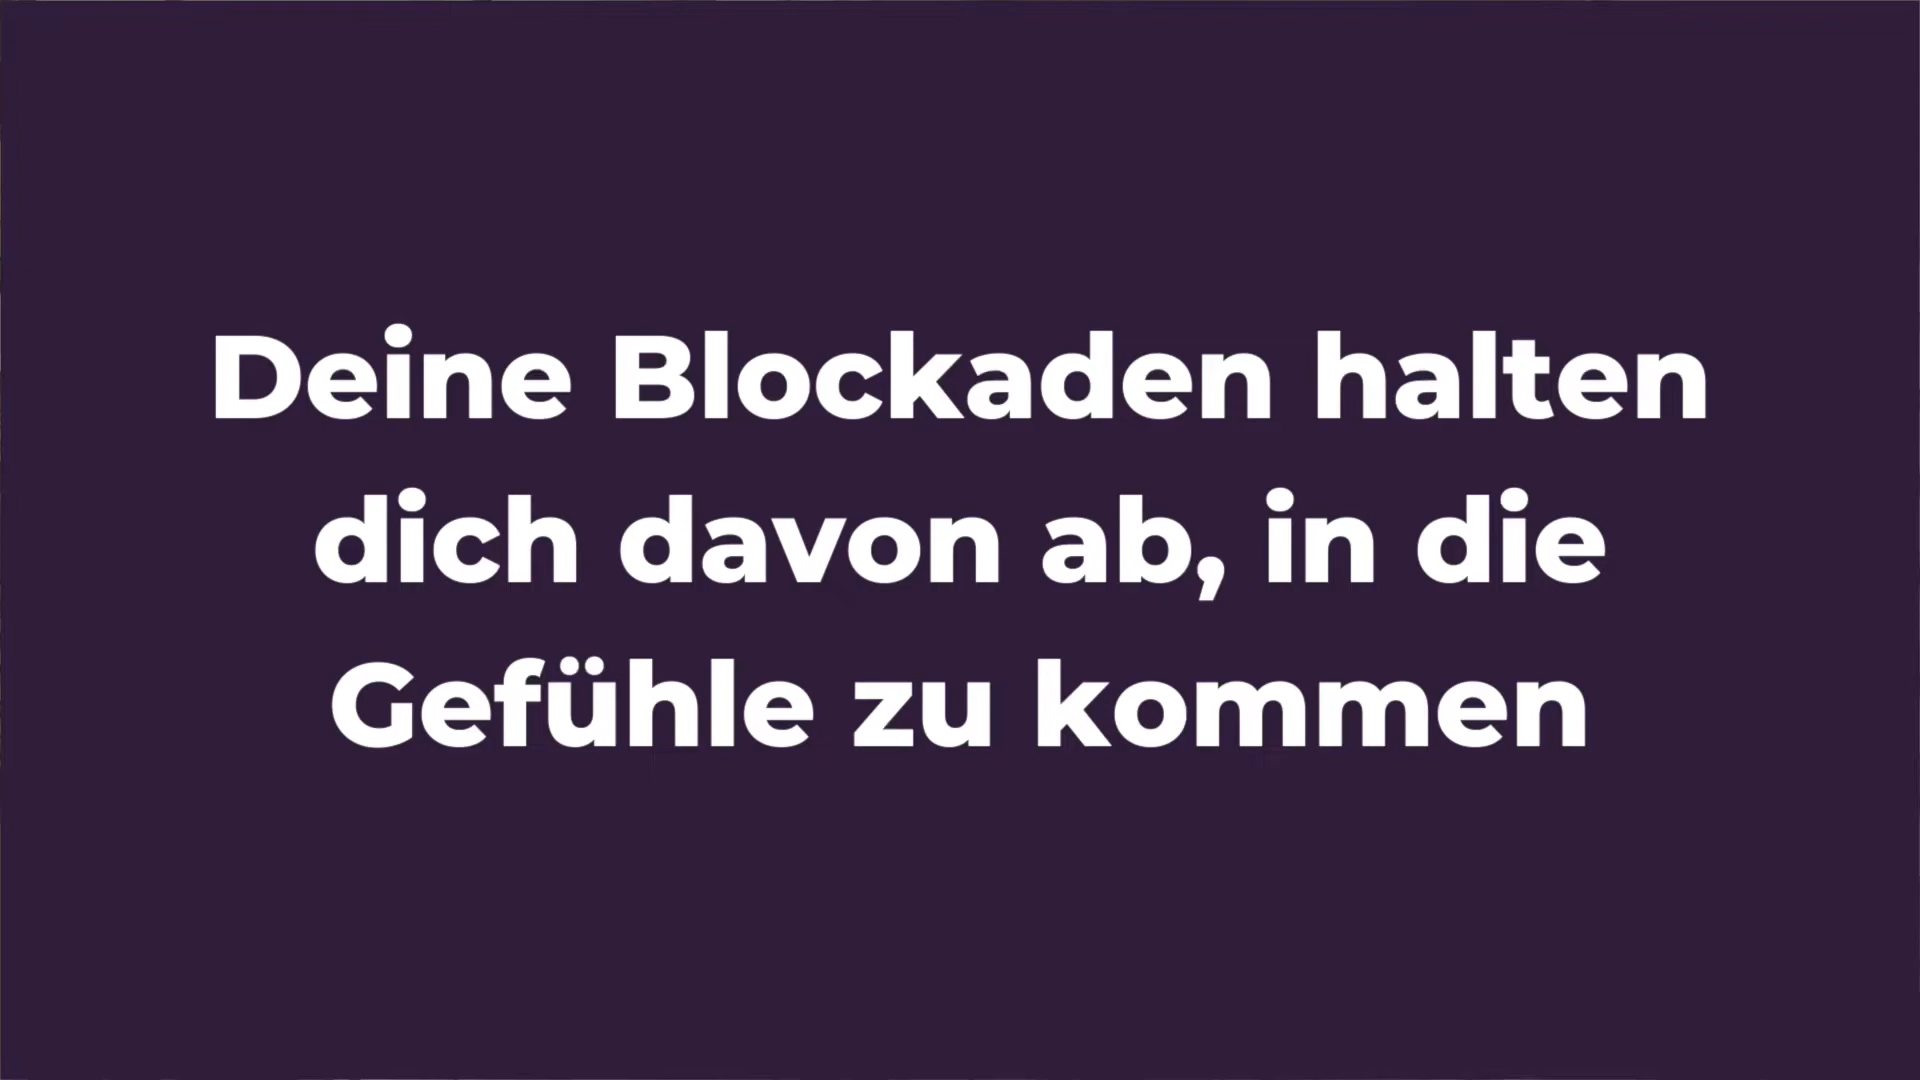 Deine Blockaden halten
dich davon ab, in die
Gefühle zu kommen